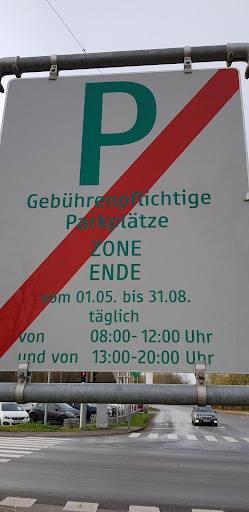 P
Gebührenpflichtige
Parkplätze
ZONE
ENDE
vom 01.05. bis 31.08.
täglich
von 08:00- 12:00 Uhr
und von 13:00-20:00 Uhr